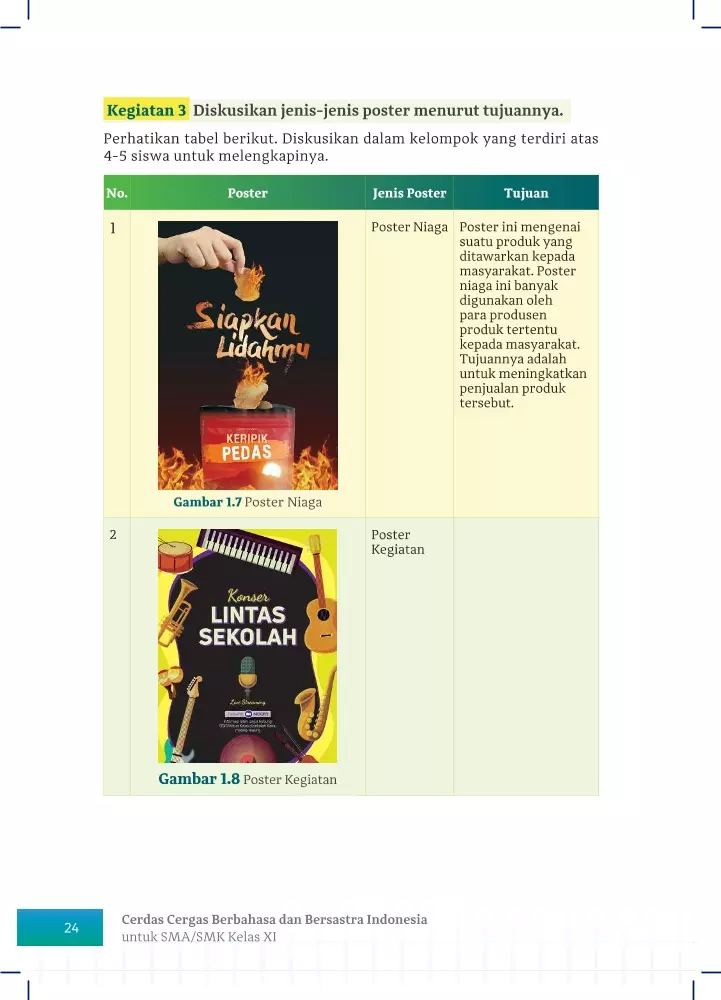 Kegiatan 3 Diskusikan jenis-jenis poster menurut tujuannya.
Perhatikan tabel berikut. Diskusikan dalam kelompok yang terdiri atas
4-5 siswa untuk melengkapinya.
No.
Poster
Jenis Poster
Tujuan
1
Siapkan
Lidahmu
KERIPIK
PEDAS
Gambar 1.7 Poster Niaga
Poster Niaga
Poster ini mengenai
suatu produk yang
ditawarkan kepada
masyarakat. Poster
niaga ini banyak
digunakan oleh
para produsen
produk tertentu
kepada masyarakat.
Tujuannya adalah
untuk meningkatkan
penjualan produk
tersebut.
2
Konser
LINTAS
SEKOLAH
Live Streaming
Gambar 1.8 Poster Kegiatan
Poster
Kegiatan
24
Cerdas Cergas Berbahasa dan Bersastra Indonesia
untuk SMA/SMK Kelas XI